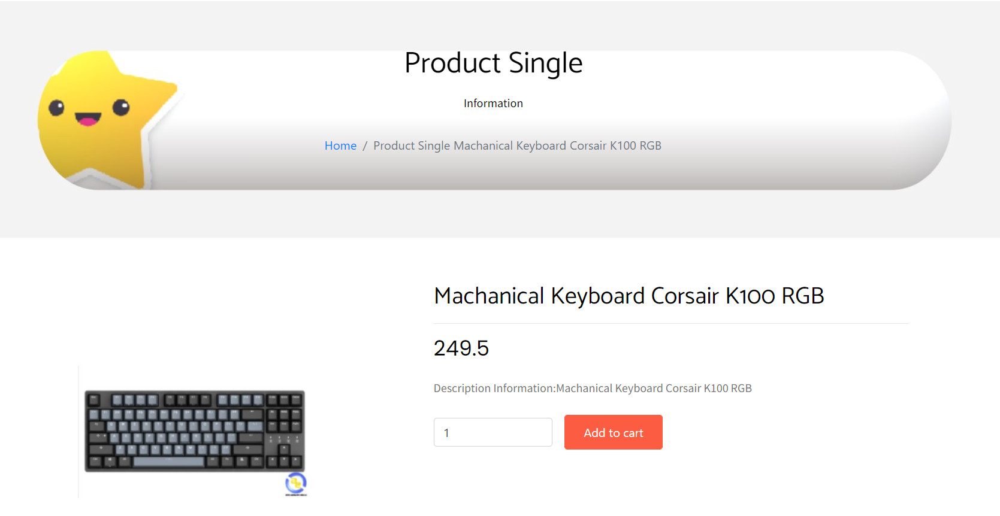 Product Single
Information
Home / Product Single Machanical Keyboard Corsair K100 RGB
Machanical Keyboard Corsair K100 RGB
249.5
Description Information:Machanical Keyboard Corsair K100 RGB
1
Add to cart